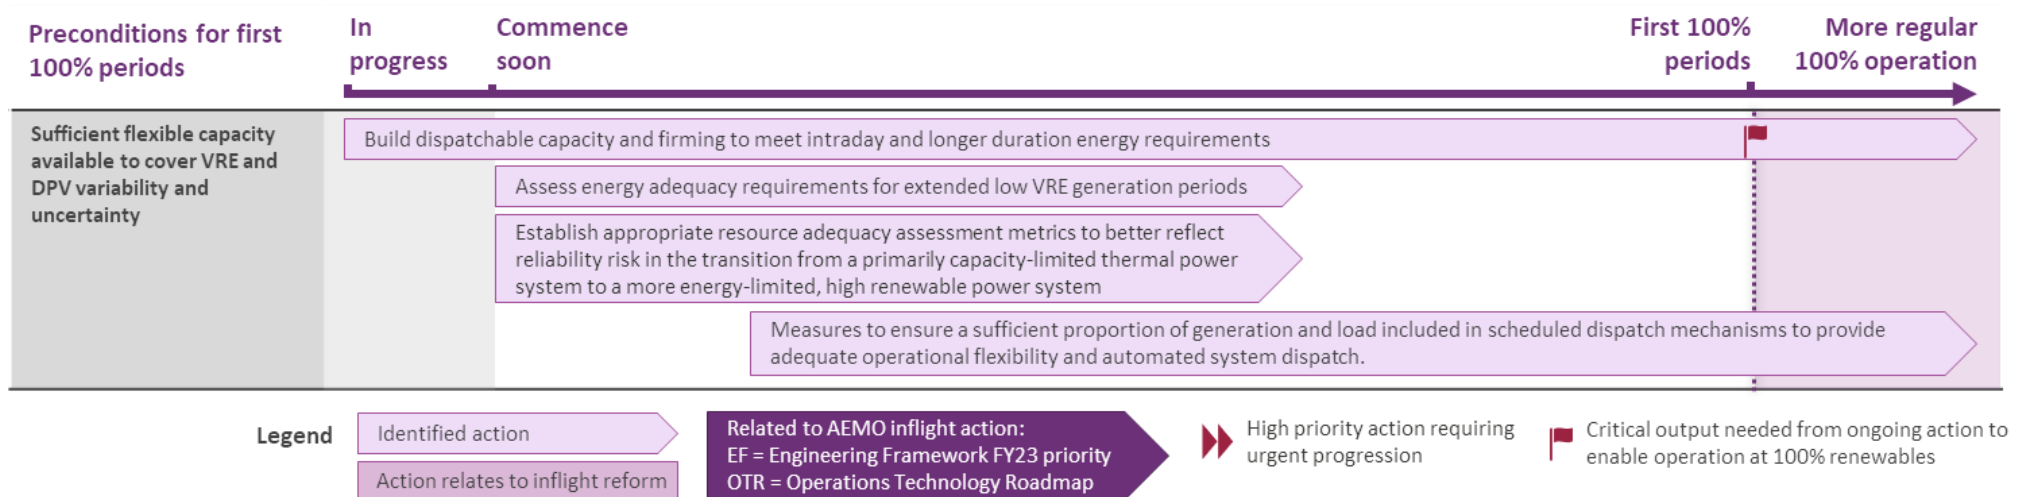 Preconditions for first
100% periods
In
progress
Commence
soon
First 100%
periods
More regular
100% operation
Sufficient flexible capacity
available to cover VRE and
DPV variability and
uncertainty
Build dispatchable capacity and firming to meet intraday and longer duration energy requirements
Assess energy adequacy requirements for extended low VRE generation periods
Establish appropriate resource adequacy assessment metrics to better reflect
reliability risk in the transition from a primarily capacity-limited thermal power
system to a more energy-limited, high renewable power system
Measures to ensure a sufficient proportion of generation and load included in scheduled dispatch mechanisms to provide
adequate operational flexibility and automated system dispatch.
Legend
Identified action
Action relates to inflight reform
Related to AEMO inflight action:
EF = Engineering Framework FY23 priority
OTR = Operations Technology Roadmap
High priority action requiring
urgent progression
Critical output needed from ongoing action to
enable operation at 100% renewables